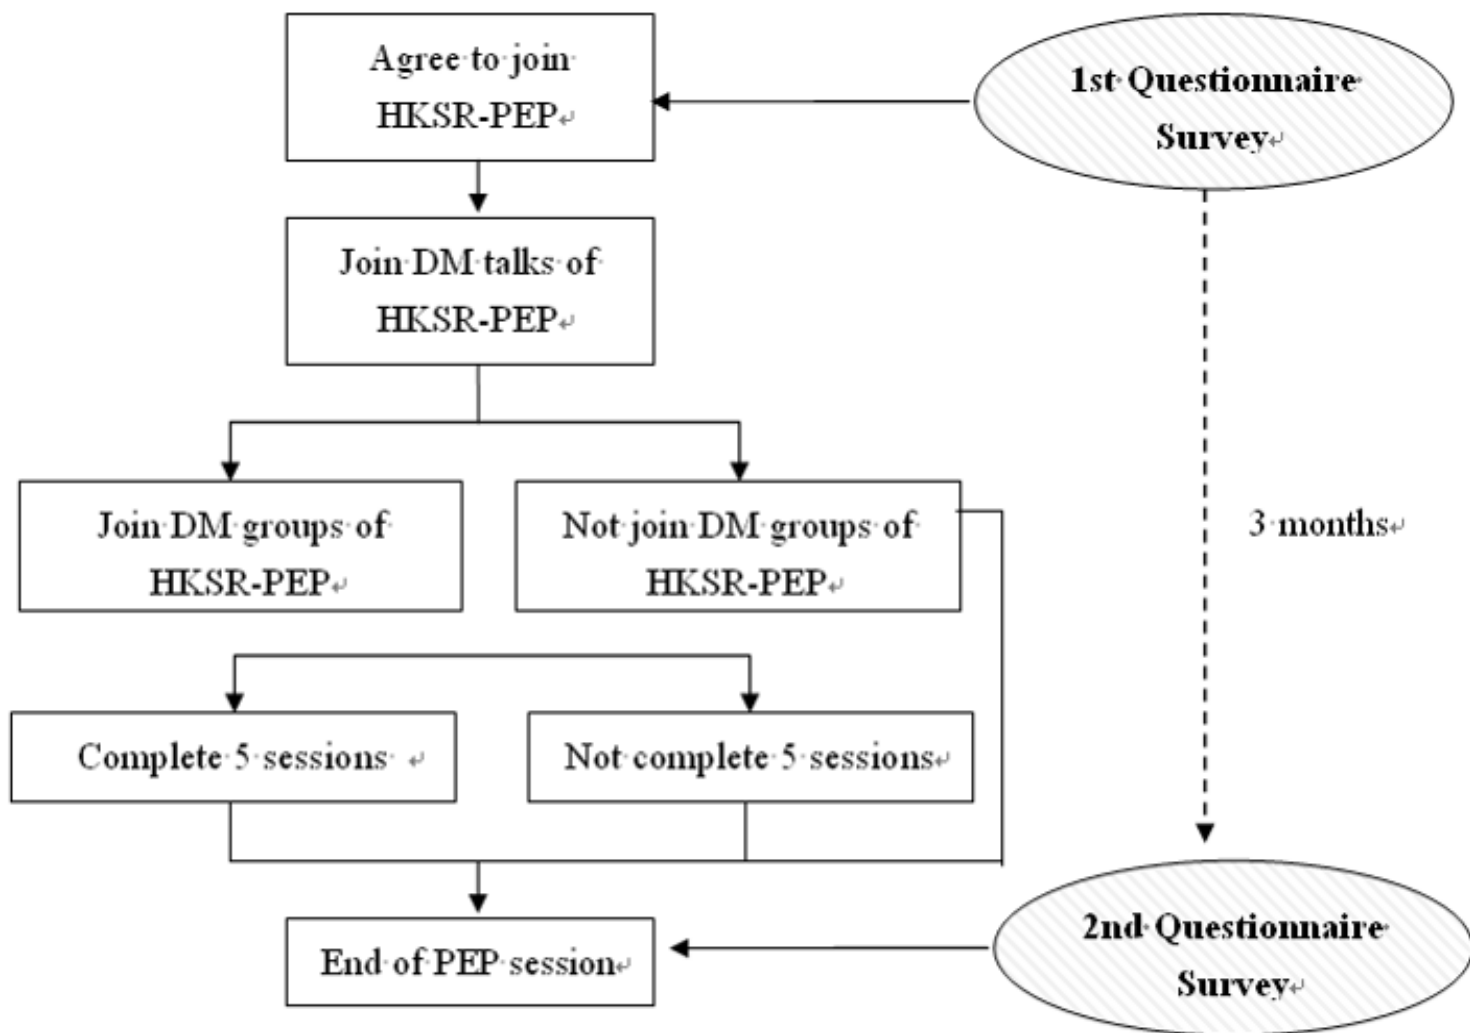 Agree to join
HKSR-PEP
1st Questionnaire
Survey
Join DM talks of
HKSR-PEP
Join DM groups of
HKSR-PEP
Not join DM groups of
HKSR-PEP
3 months
Complete 5 sessions
Not complete 5 sessions
End of PEP session
2nd Questionnaire
Survey